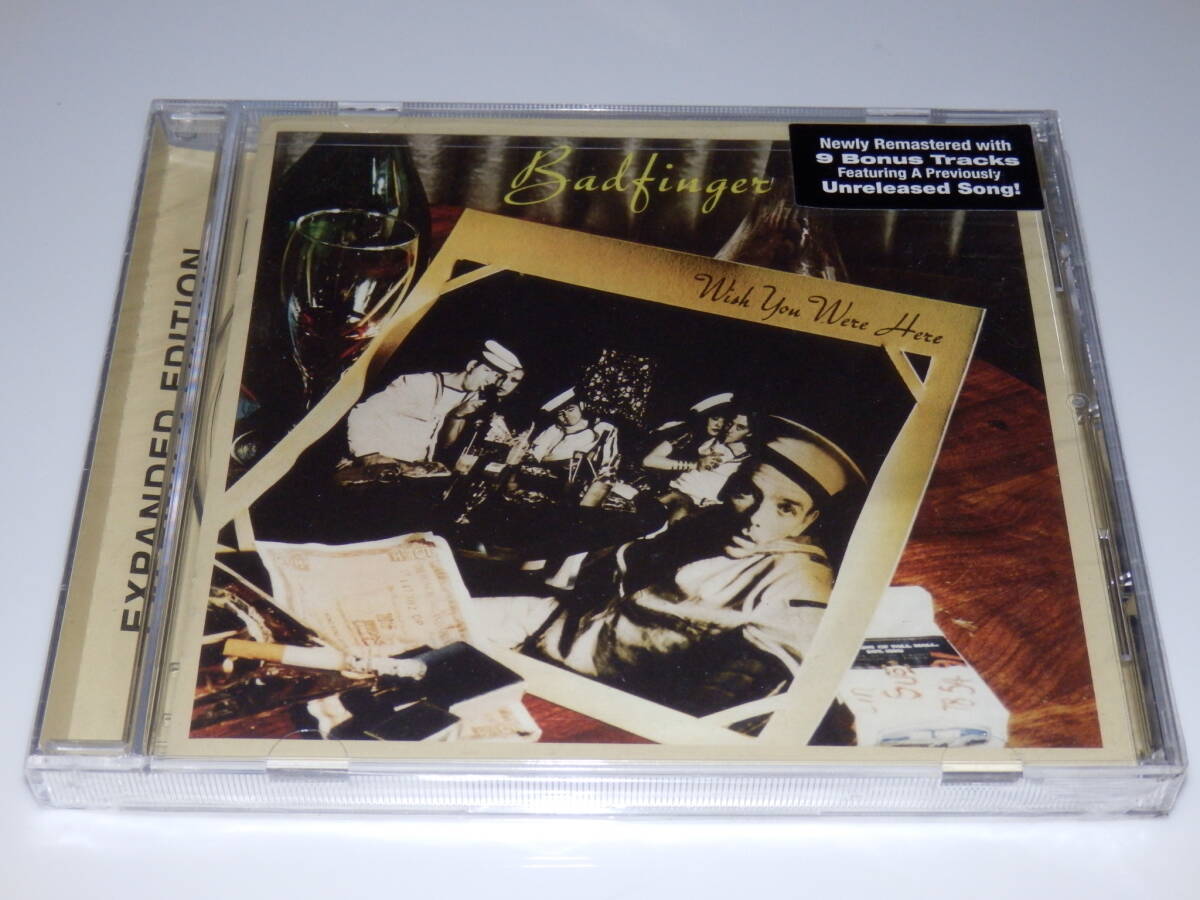 EXPANDED EDITION
Badfinger
Newly Remastered with
9 Bonus Tracks
Featuring A Previously
Unreleased Song!
Wish You Were Here